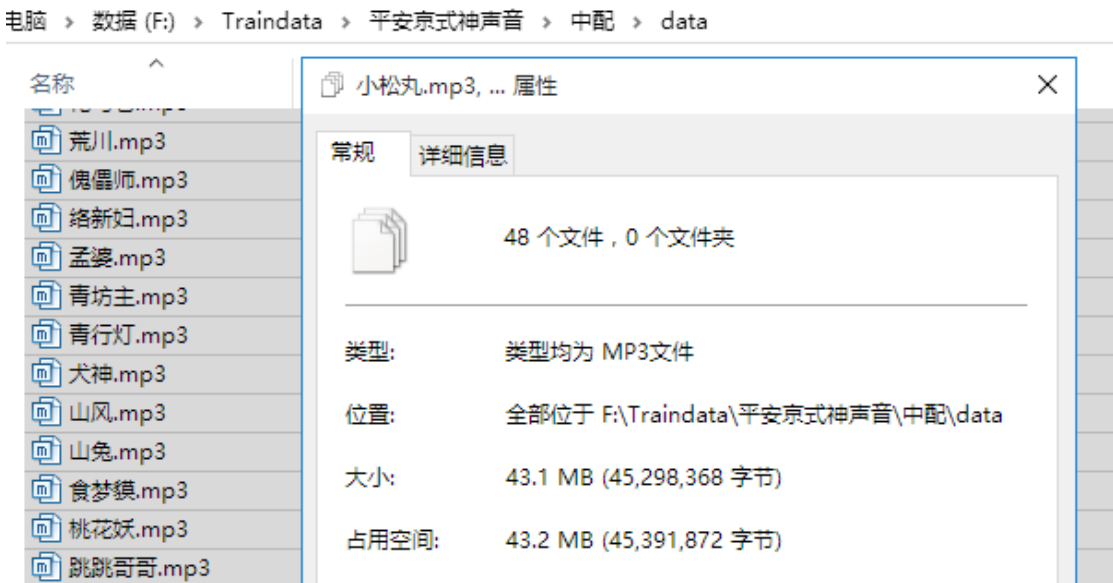 电脑 › 数据 (F:) › Traindata › 平安京式神声音 › 中配 › data
名称
荒川.mp3
傀儡师.mp3
络新妇.mp3
孟婆.mp3
青坊主.mp3
青行灯.mp3
犬神.mp3
山风.mp3
山兔.mp3
食梦貘.mp3
桃花妖.mp3
跳跳哥哥.mp3
小松丸.mp3, ... 属性
常规
详细信息
48 个文件，0 个文件夹
类型: 类型均为 MP3文件
位置: 全部位于 F:\Traindata\平安京式神声音\中配\data
大小: 43.1 MB (45,298,368 字节)
占用空间: 43.2 MB (45,391,872 字节)